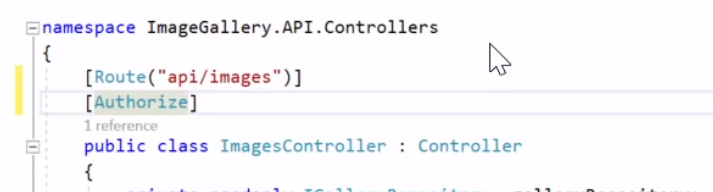 namespace ImageGallery.API.Controllers
{
[Route("api/images")]
[Authorize]
1 reference
public class ImagesController : Controller
{